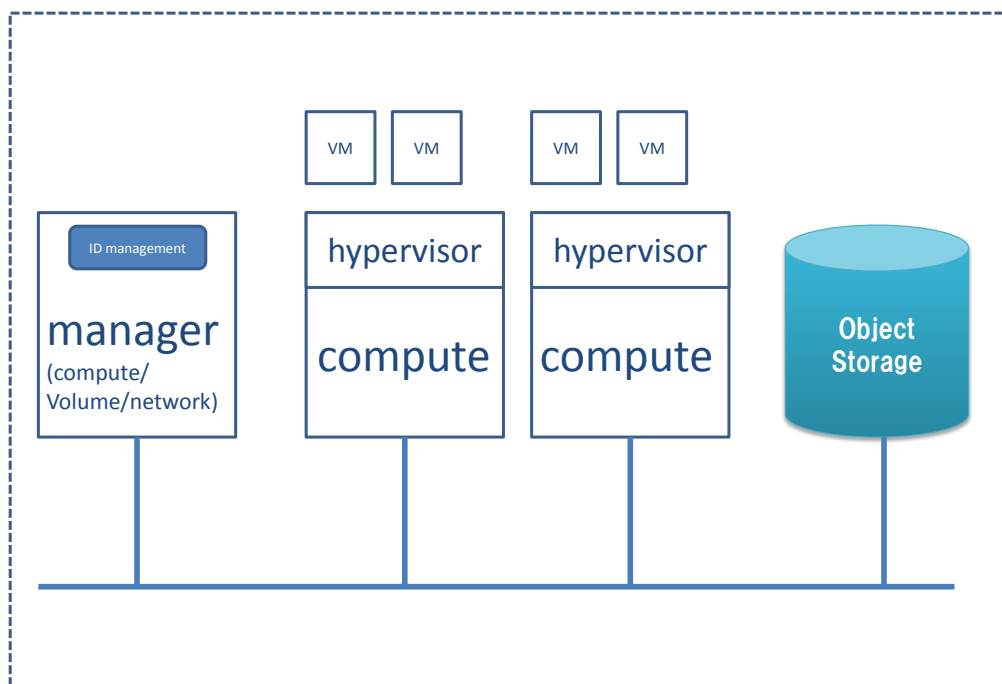 VM
VM
VM
VM
ID management
manager
(compute/
Volume/network)
hypervisor
compute
hypervisor
compute
Object
Storage